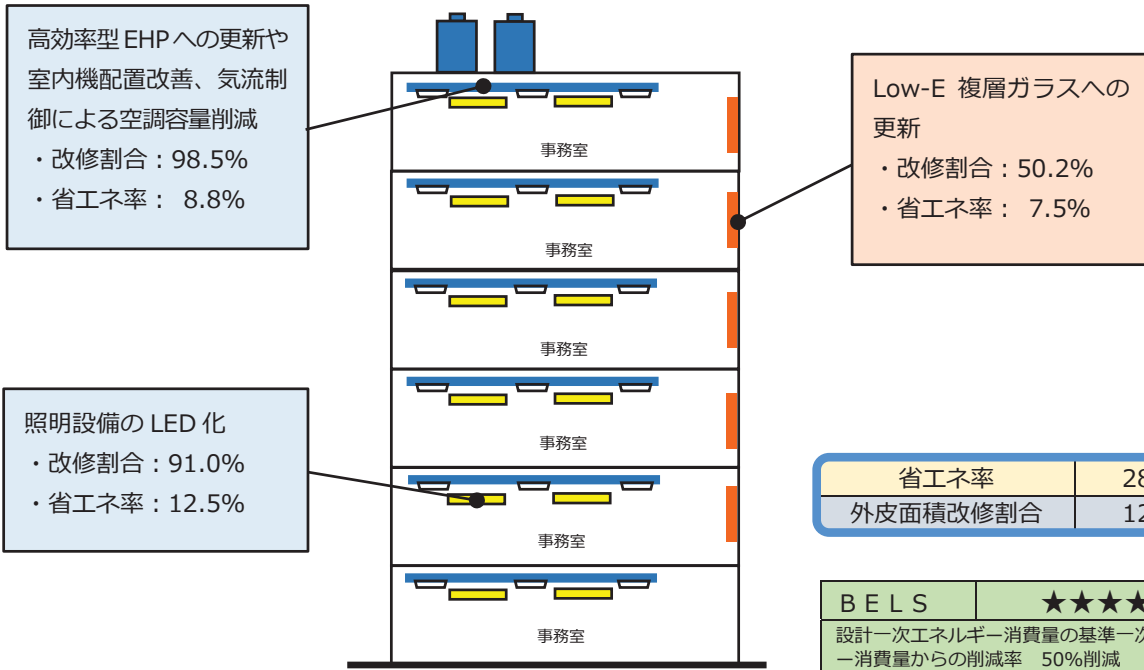 高効率型 EHP への更新や
室内機配置改善、気流制
御による空調容量削減
・改修割合：98.5%
・省エネ率： 8.8%
Low-E 複層ガラスへの
更新
・改修割合：50.2%
・省エネ率： 7.5%
事務室
事務室
事務室
事務室
事務室
事務室
照明設備の LED 化
・改修割合：91.0%
・省エネ率：12.5%
省エネ率 28
外皮面積改修割合 12
ＢＥＬＳ ★★★★
設計一次エネルギー消費量の基準一次
ー消費量からの削減率 50%削減